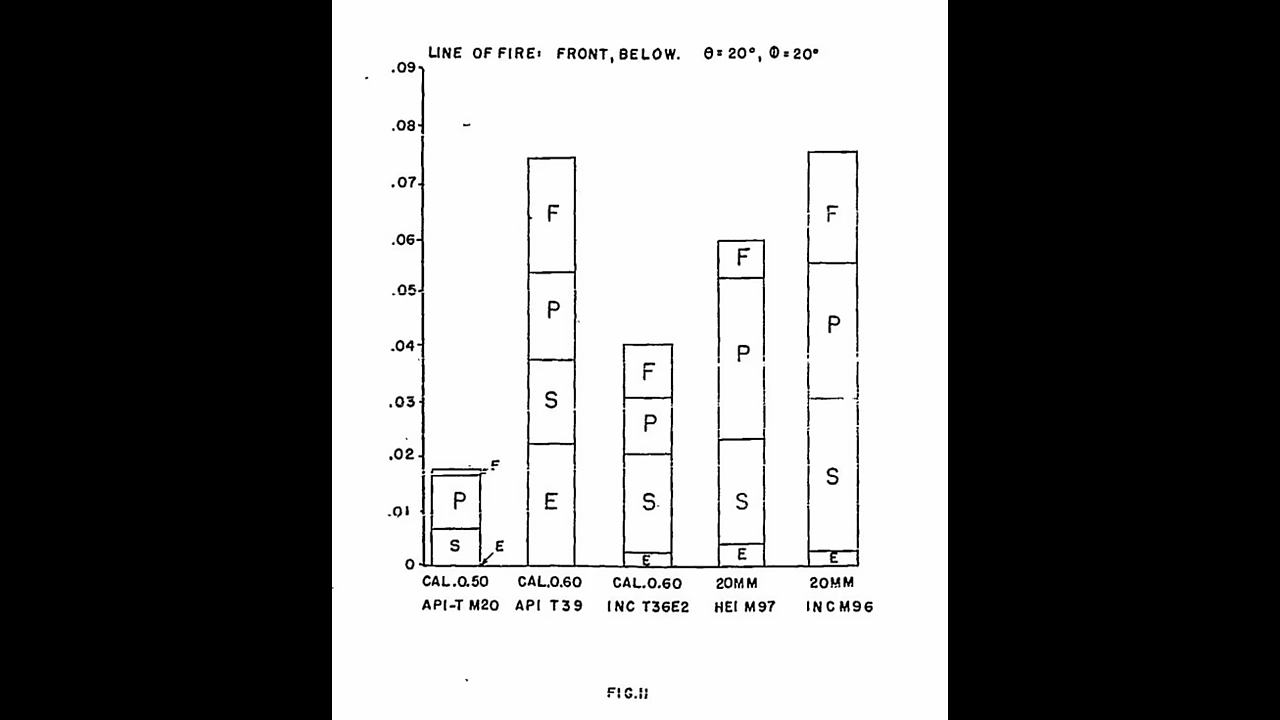 LINE OF FIRE: FRONT, BELOW. θ=20°, Φ=20°
.09
.08
.07
.06
.05
.04
.03
.02
.01
0
F
P
S
E
F
P
S
E
F
P
S
E
F
P
S
E
F
P
S
E
CAL.0.50 CAL.0.60 CAL.0.60 20MM 20MM
API-T M20 API T39 INC T36E2 HEI M97 INC M96
FIG.11